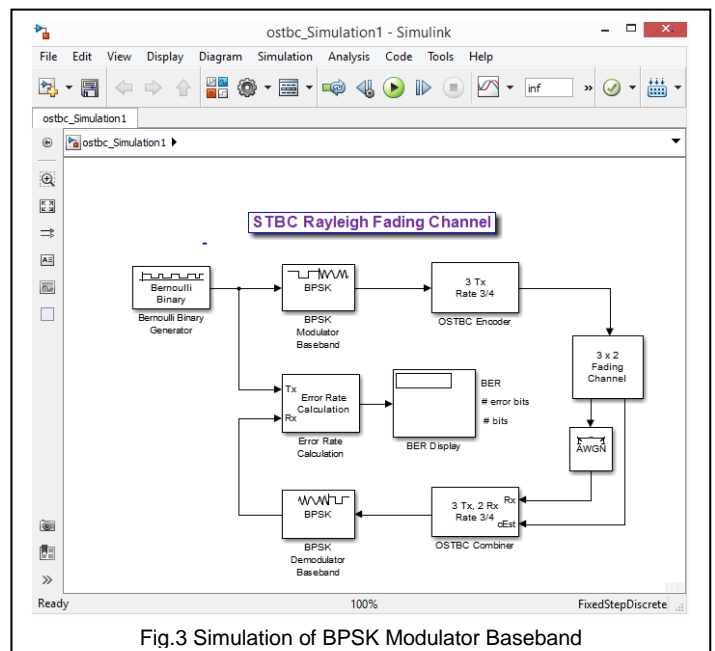 ostbc_Simulation1 - Simulink
File Edit View Display Diagram Simulation Analysis Code Tools Help
inf
»
ostbc_Simulation1
ostbc_Simulation1
STBC Rayleigh Fading Channel
Bernoulli
Binary
Bernoulli Binary
Generator
BPSK
BPSK
Modulator
Baseband
3 Tx
Rate 3/4
OSTBC Encoder
3 x 2
Fading
Channel
Tx
Rx
Error Rate
Calculation
Error Rate
Calculation
BER Display
BER
# error bits
# bits
AWGN
BPSK
BPSK
Demodulator
Baseband
3 Tx, 2 Rx
Rate 3/4
Rx
cEst
OSTBC Combiner
Ready 100% FixedStepDiscrete
Fig.3 Simulation of BPSK Modulator Baseband